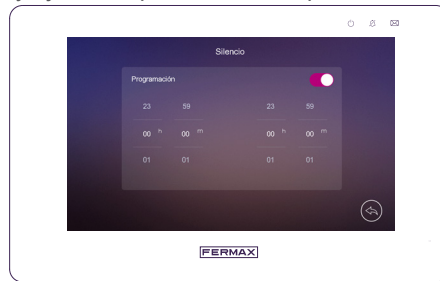 Silencio
Programación
23 59 23 59
00 h 00 m 00 h 00 m
01 01 01 01
FERMAX